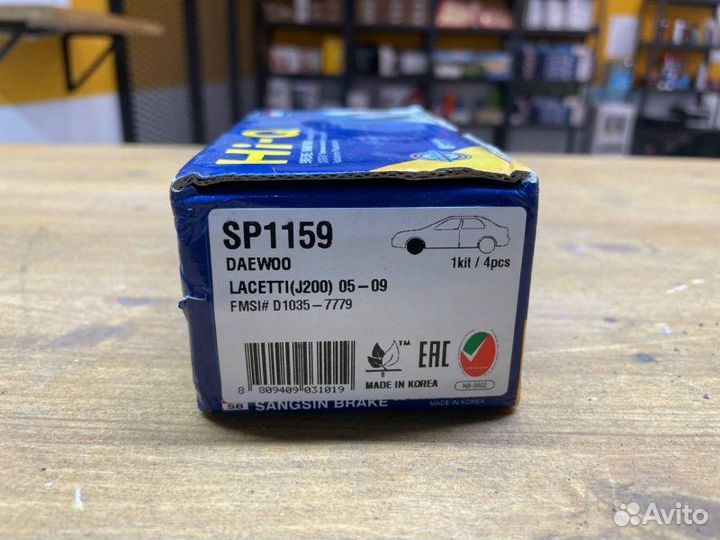 Hi-Q
SP1159
DAEWOO
1kit / 4pcs
LACETTI(J200) 05-09
FMSI# D1035-7779
8 809409 031019
B
TM
MADE IN KOREA
EAC
NB-0002
SB SANGSIN BRAKE
MADE IN KOREA
Avito